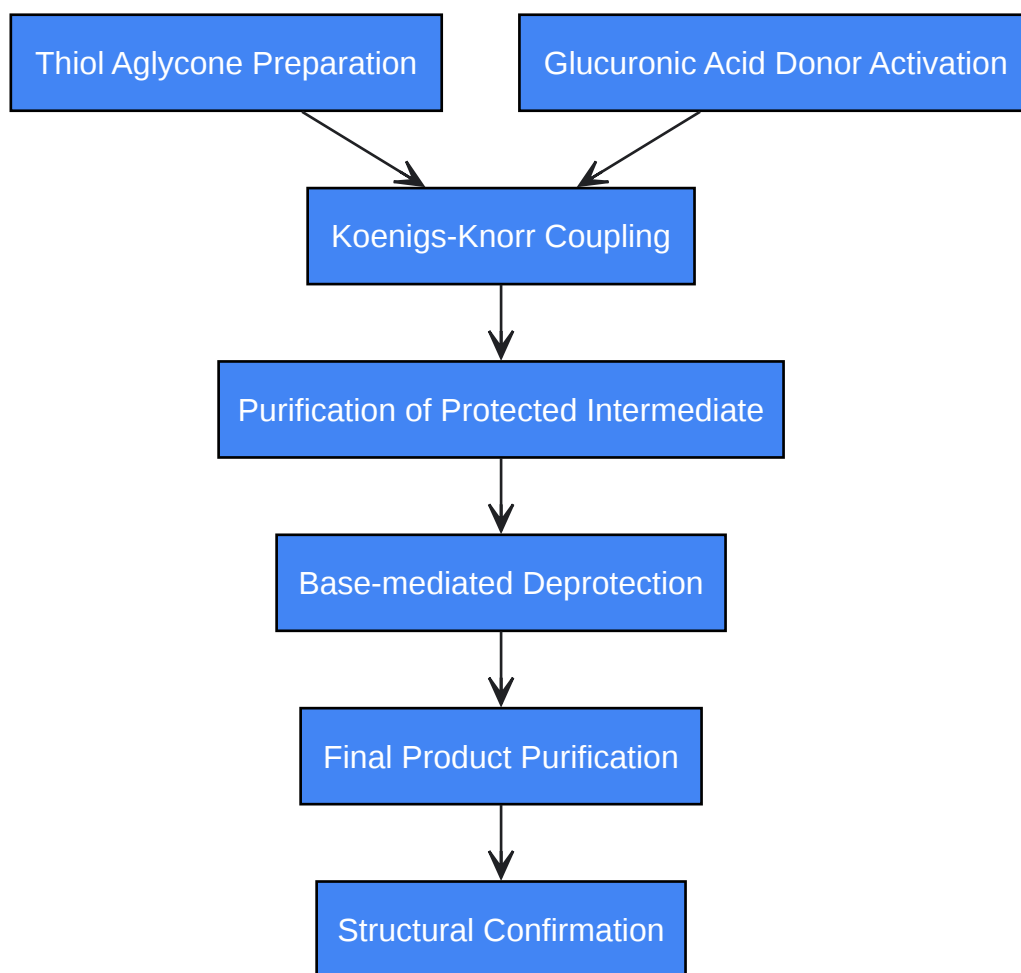 Thiol Aglycone Preparation
Glucuronic Acid Donor Activation
Koenigs-Knorr Coupling
Purification of Protected Intermediate
Base-mediated Deprotection
Final Product Purification
Structural Confirmation